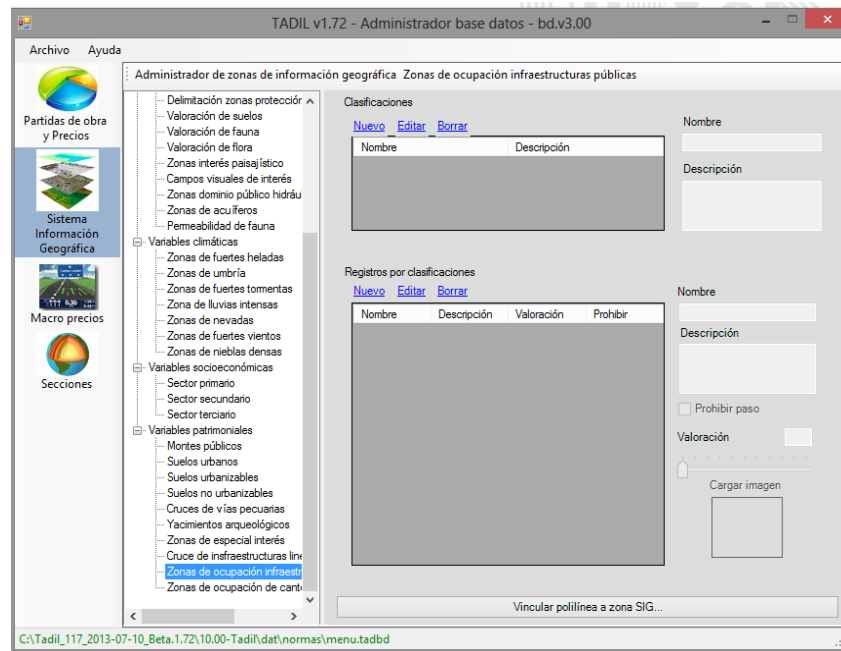 TADIL v1.72 - Administrador base datos - bd.v3.00
Archivo Ayuda
Partidas de obra
y Precios
Sistema
Información
Geográfica
Macro precios
Secciones
Administrador de zonas de información geográfica Zonas de ocupación infraestructuras públicas
Delimitación zonas protección
Valoración de suelos
Valoración de fauna
Valoración de flora
Zonas interés paisajístico
Campos visuales de interés
Zonas dominio público hidráu
Zonas de acuíferos
Permeabilidad de fauna
Variables climáticas
Zonas de fuertes heladas
Zonas de umbría
Zonas de fuertes tormentas
Zona de lluvias intensas
Zonas de nevadas
Zonas de fuertes vientos
Zonas de nieblas densas
Variables socioeconómicas
Sector primario
Sector secundario
Sector terciario
Variables patrimoniales
Montes públicos
Suelos urbanos
Suelos urbanizables
Suelos no urbanizables
Cruces de vías pecuarias
Yacimientos arqueológicos
Zonas de especial interés
Cruce de insfraestructuras line
Zonas de ocupación infraestr
Zonas de ocupación de cante
Clasificaciones
Nuevo Editar Borrar
Nombre Descripción
Nombre
Descripción
Registros por clasificaciones
Nuevo Editar Borrar
Nombre Descripción Valoración Prohibir
Nombre
Descripción
Prohibir paso
Valoración
Cargar imagen
Vincular polilínea a zona SIG...
C:\Tadil_117_2013-07-10_Beta.1.72\10.00-Tadil\dat\normas\menu.tadbd